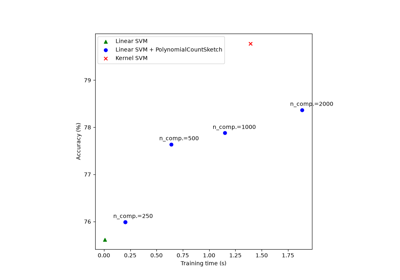 Linear SVM
Linear SVM + PolynomialCountSketch
Kernel SVM
n_comp.=2000
n_comp.=1000
n_comp.=500
n_comp.=250
79
78
77
76
Accuracy (%)
0.00 0.25 0.50 0.75 1.00 1.25 1.50 1.75
Training time (s)